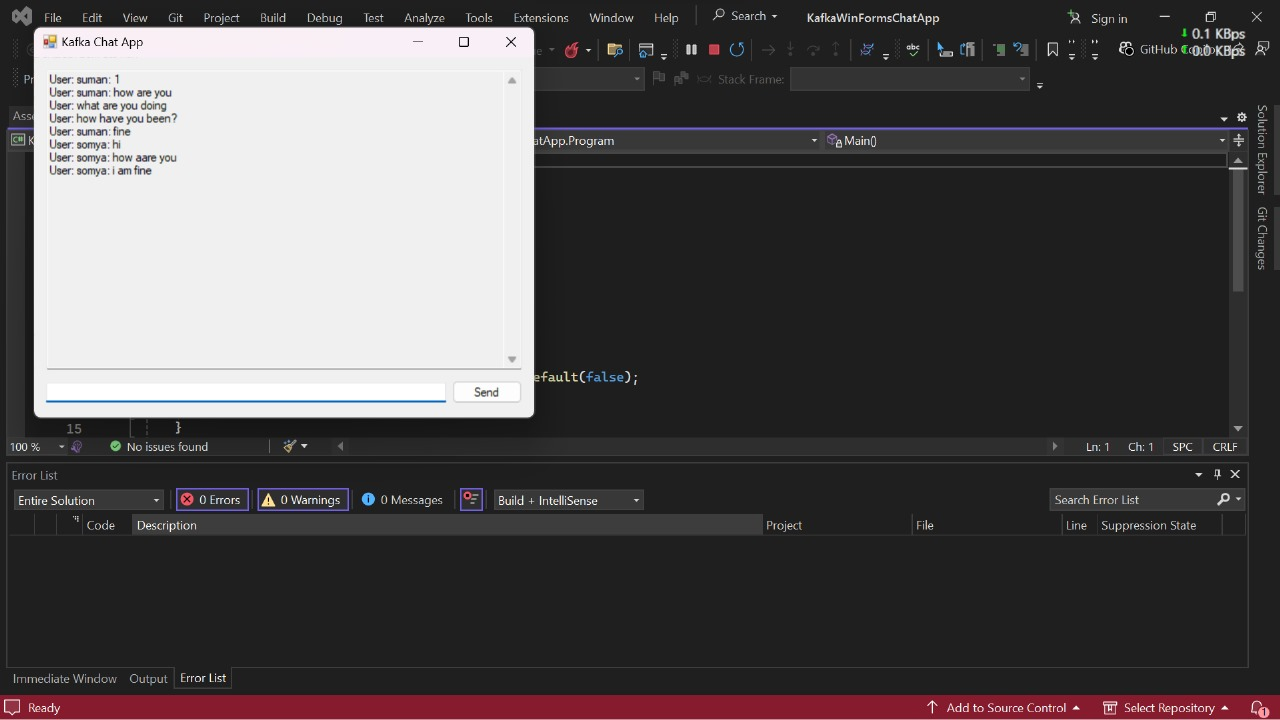 File Edit View Git Project Build Debug Test Analyze Tools Extensions Window Help Search KafkaWinFormsChatApp Sign in
0.1 KBps
0.0 KBps
GitHub
Kafka Chat App
Stack Frame:
User: suman: 1
User: suman: how are you
User: what are you doing
User: how have you been?
User: suman: fine
User: somya: hi
User: somya: how aare you
User: somya: i am fine
Send
atApp.Program
Main()
Solution Explorer
Git Changes
efault(false);
15 }
100 % No issues found Ln: 1 Ch: 1 SPC CRLF
Error List
Entire Solution 0 Errors 0 Warnings 0 Messages Build + IntelliSense Search Error List
Code Description Project File Line Suppression State
Immediate Window Output Error List
Ready Add to Source Control Select Repository 1